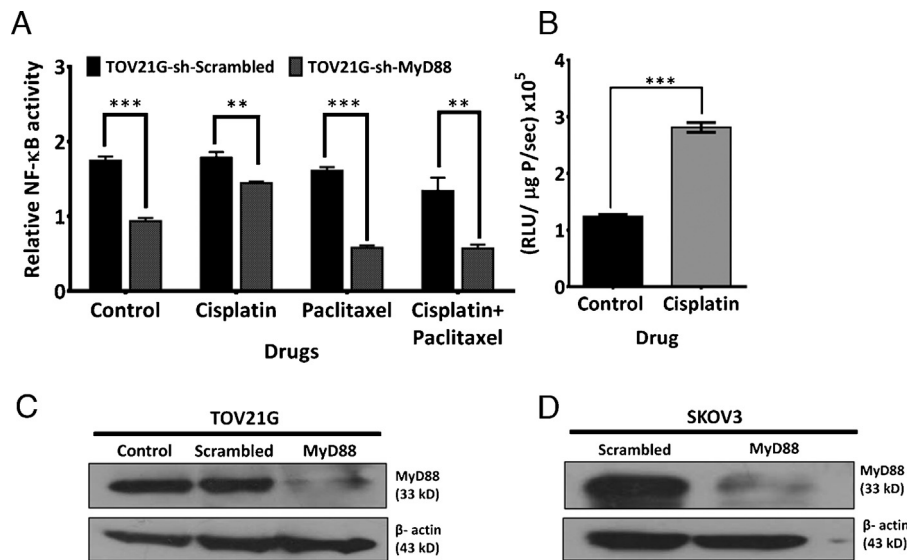 A
TOV21G-sh-Scrambled TOV21G-sh-MyD88
Relative NF-κB activity
3
2
1
0
*** ** *** **
Control Cisplatin Paclitaxel Cisplatin+
Paclitaxel
Drugs
B
(RLU/ µg P/sec) x10⁵
4
3
2
1
0
***
Control Cisplatin
Drug
C
TOV21G
Control Scrambled MyD88
MyD88
(33 kD)
β- actin
(43 kD)
D
SKOV3
Scrambled MyD88
MyD88
(33 kD)
β- actin
(43 kD)